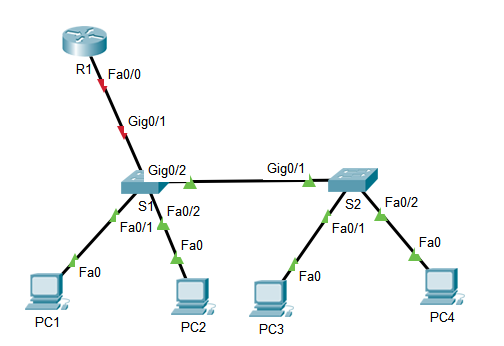 R1
Fa0/0
Gig0/1
Gig0/2
Gig0/1
S1
S2
Fa0/1
Fa0/2
Fa0/1
Fa0/2
Fa0
Fa0
Fa0
Fa0
PC1
PC2
PC3
PC4